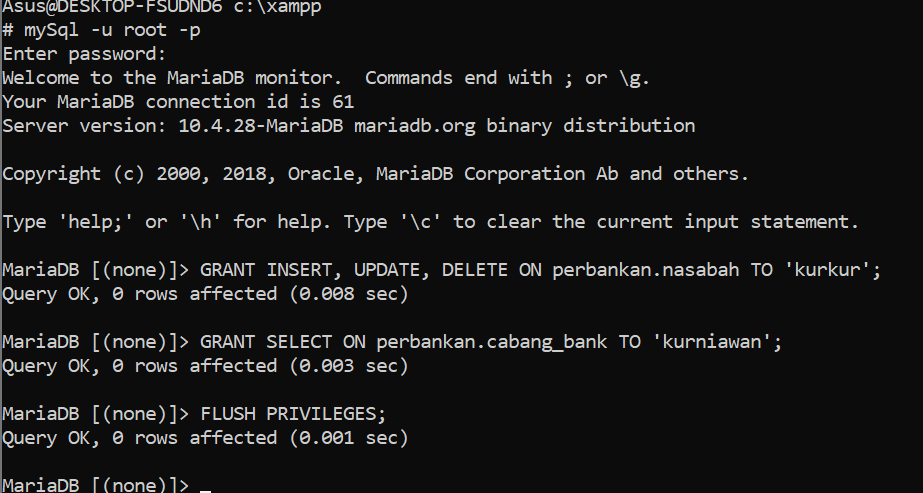 Asus@DESKTOP-FSUDND6 c:\xampp
# mySql -u root -p
Enter password:
Welcome to the MariaDB monitor.  Commands end with ; or \g.
Your MariaDB connection id is 61
Server version: 10.4.28-MariaDB mariadb.org binary distribution
Copyright (c) 2000, 2018, Oracle, MariaDB Corporation Ab and others.
Type 'help;' or '\h' for help. Type '\c' to clear the current input statement.
MariaDB [(none)]> GRANT INSERT, UPDATE, DELETE ON perbankan.nasabah TO 'kurkur';
Query OK, 0 rows affected (0.008 sec)
MariaDB [(none)]> GRANT SELECT ON perbankan.cabang_bank TO 'kurniawan';
Query OK, 0 rows affected (0.003 sec)
MariaDB [(none)]> FLUSH PRIVILEGES;
Query OK, 0 rows affected (0.001 sec)
MariaDB [(none)]> _